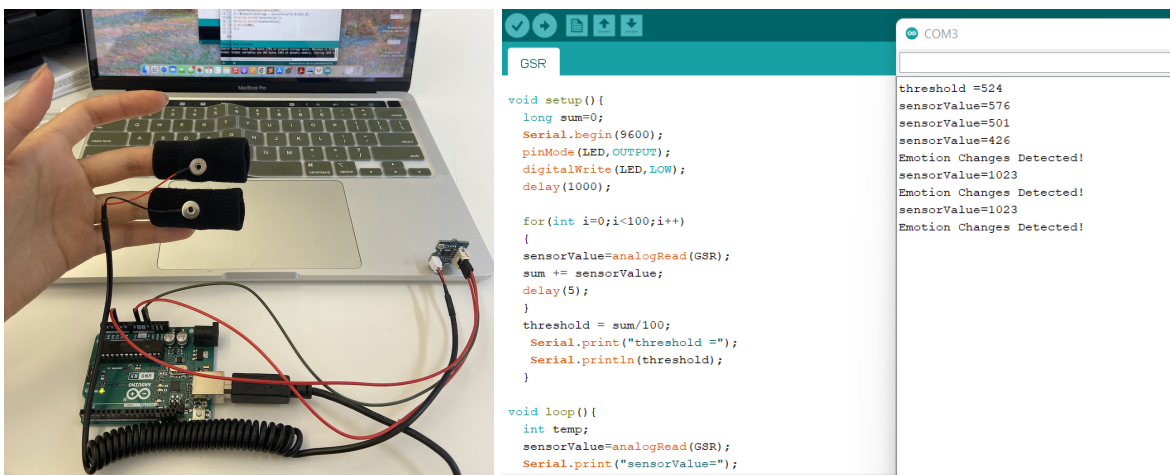 MacBook Pro
command
option
UNO
ARDUINO
GSR
void setup(){
long sum=0;
Serial.begin(9600);
pinMode(LED,OUTPUT);
digitalWrite(LED,LOW);
delay(1000);
for(int i=0;i<100;i++)
{
sensorValue=analogRead(GSR);
sum += sensorValue;
delay(5);
}
threshold = sum/100;
Serial.print("threshold =");
Serial.println(threshold);
}
void loop(){
int temp;
sensorValue=analogRead(GSR);
Serial.print("sensorValue=");
COM3
threshold =524
sensorValue=576
sensorValue=501
sensorValue=426
Emotion Changes Detected!
sensorValue=1023
Emotion Changes Detected!
sensorValue=1023
Emotion Changes Detected!